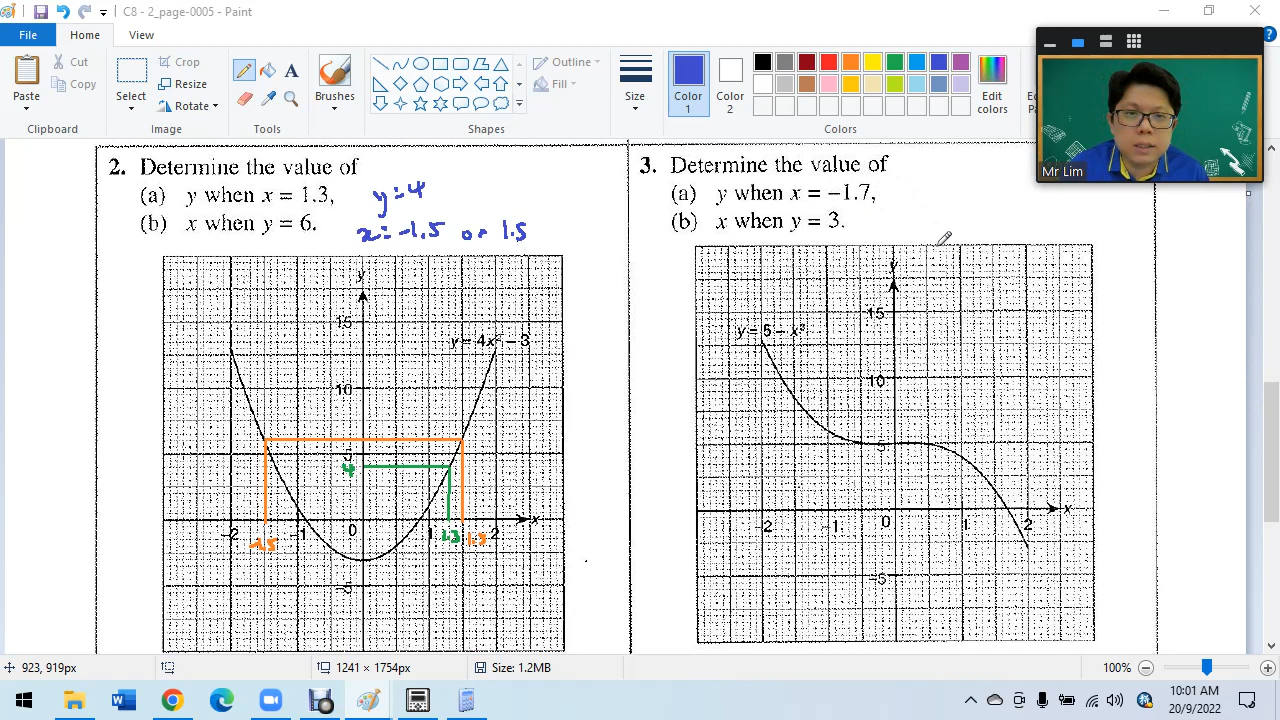 C8 - 2_page-0005 - Paint
File
Home
View
Paste
Cut
Copy
Clipboard
Select
Crop
Resize
Rotate
Image
A
Tools
Brushes
Outline
Fill
Shapes
Size
Color 1
Color 2
Edit colors
Colors
Mr Lim
2. Determine the value of
(a) y when x = 1.3,
(b) x when y = 6.
y = 4
x = -1.5 or 1.5
y
15
y = 4x² − 3
10
5
4
−2
−1
0
1
2
x
-1.5
1.3
1.5
−5
3. Determine the value of
(a) y when x = −1.7,
(b) x when y = 3.
y
15
y = 5 − x³
10
5
−2
−1
0
1
2
x
−5
923, 919px
1241 × 1754px
Size: 1.2MB
100%
10:01 AM
20/9/2022